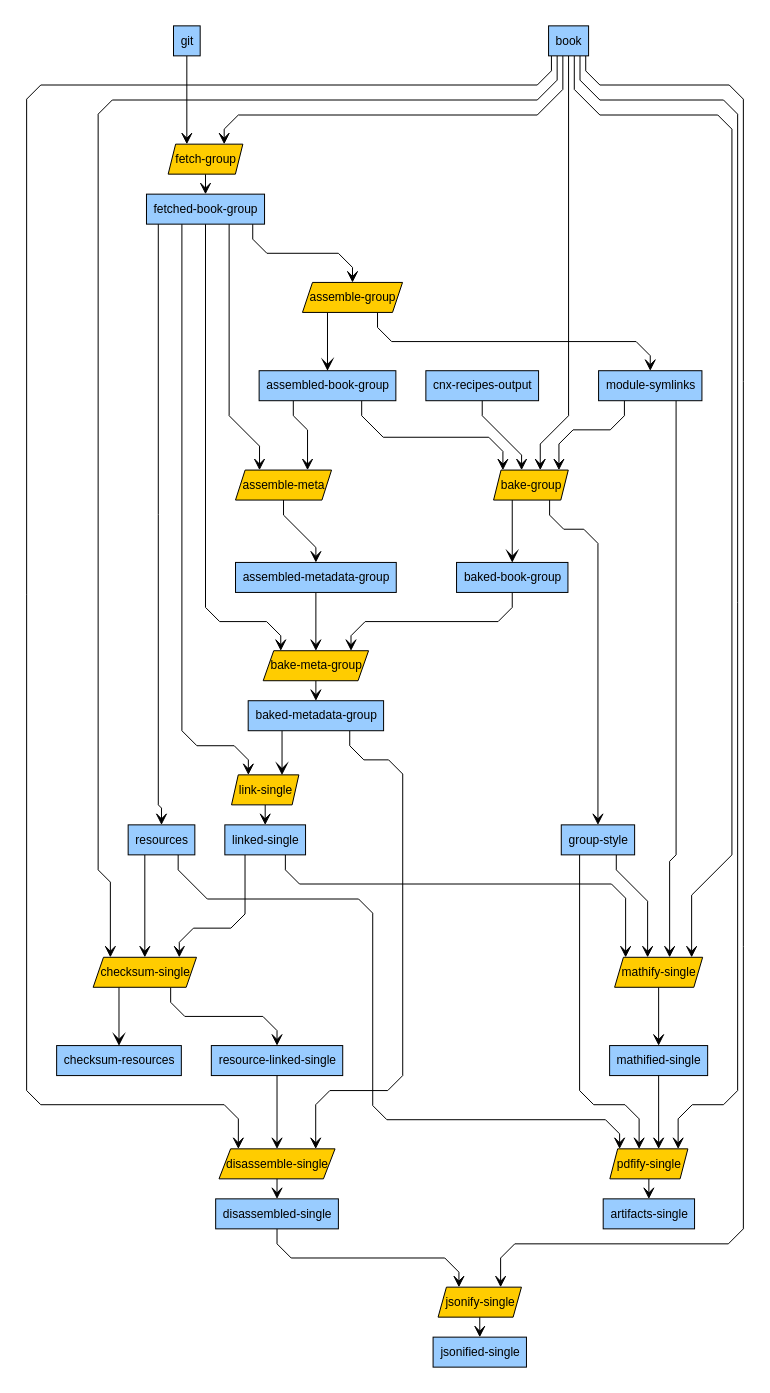 git
book
fetch-group
fetched-book-group
assemble-group
assembled-book-group
cnx-recipes-output
module-symlinks
assemble-meta
bake-group
assembled-metadata-group
baked-book-group
bake-meta-group
baked-metadata-group
link-single
resources
linked-single
group-style
checksum-single
mathify-single
checksum-resources
resource-linked-single
mathified-single
disassemble-single
pdfify-single
disassembled-single
artifacts-single
jsonify-single
jsonified-single